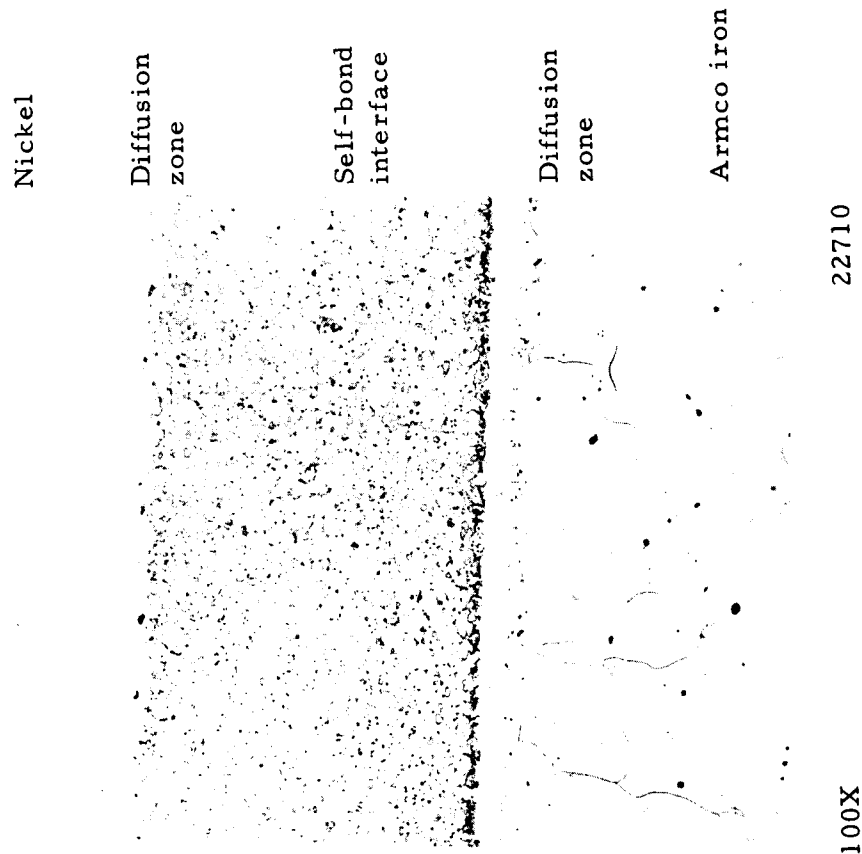 Nickel
Diffusion
zone
Self-bond
interface
Diffusion
zone
Armco iron
100X
22710